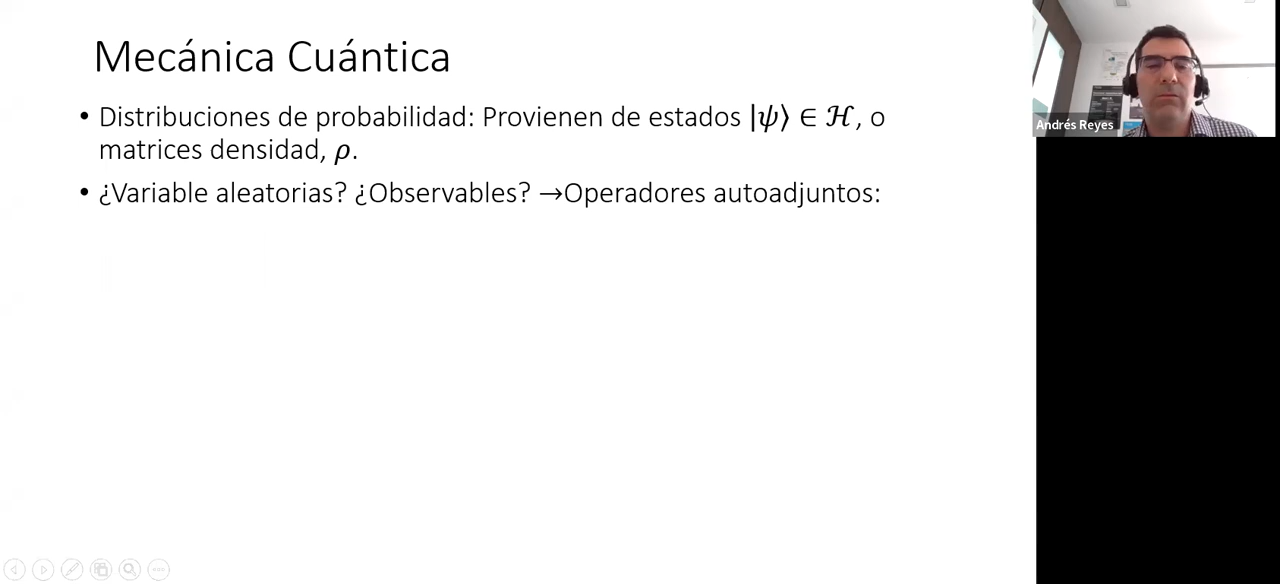 Mecánica Cuántica
• Distribuciones de probabilidad: Provienen de estados |ψ⟩ ∈ ℋ, o
matrices densidad, ρ.
• ¿Variable aleatorias? ¿Observables? →Operadores autoadjuntos:
Andrés Reyes